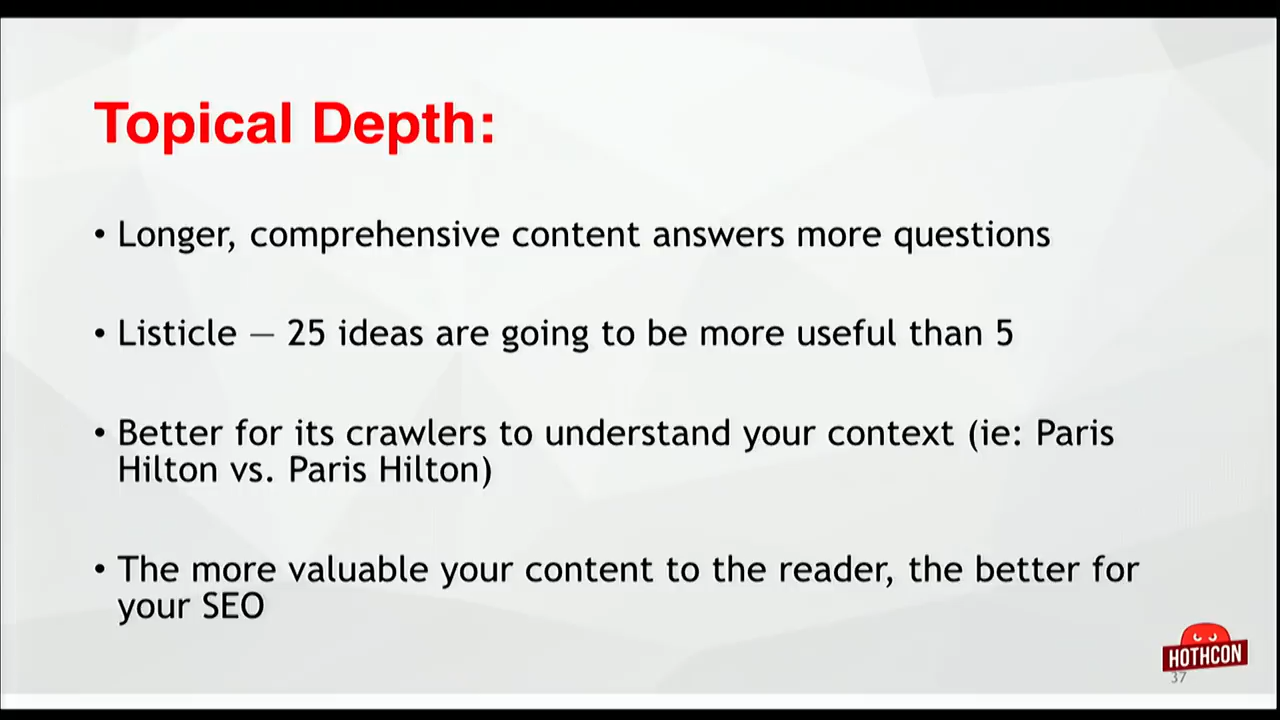 Topical Depth:
• Longer, comprehensive content answers more questions
• Listicle — 25 ideas are going to be more useful than 5
• Better for its crawlers to understand your context (ie: Paris
Hilton vs. Paris Hilton)
• The more valuable your content to the reader, the better for
your SEO
HOTHCON
37